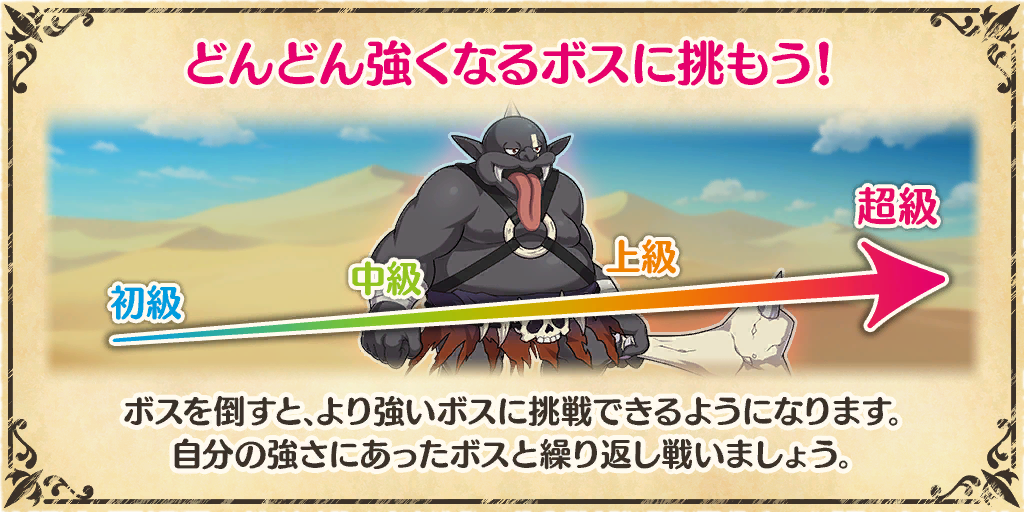 どんどん強くなるボスに挑もう!
初級
中級
上級
超級
ボスを倒すと、より強いボスに挑戦できるようになります。
自分の強さにあったボスと繰り返し戦いましょう。